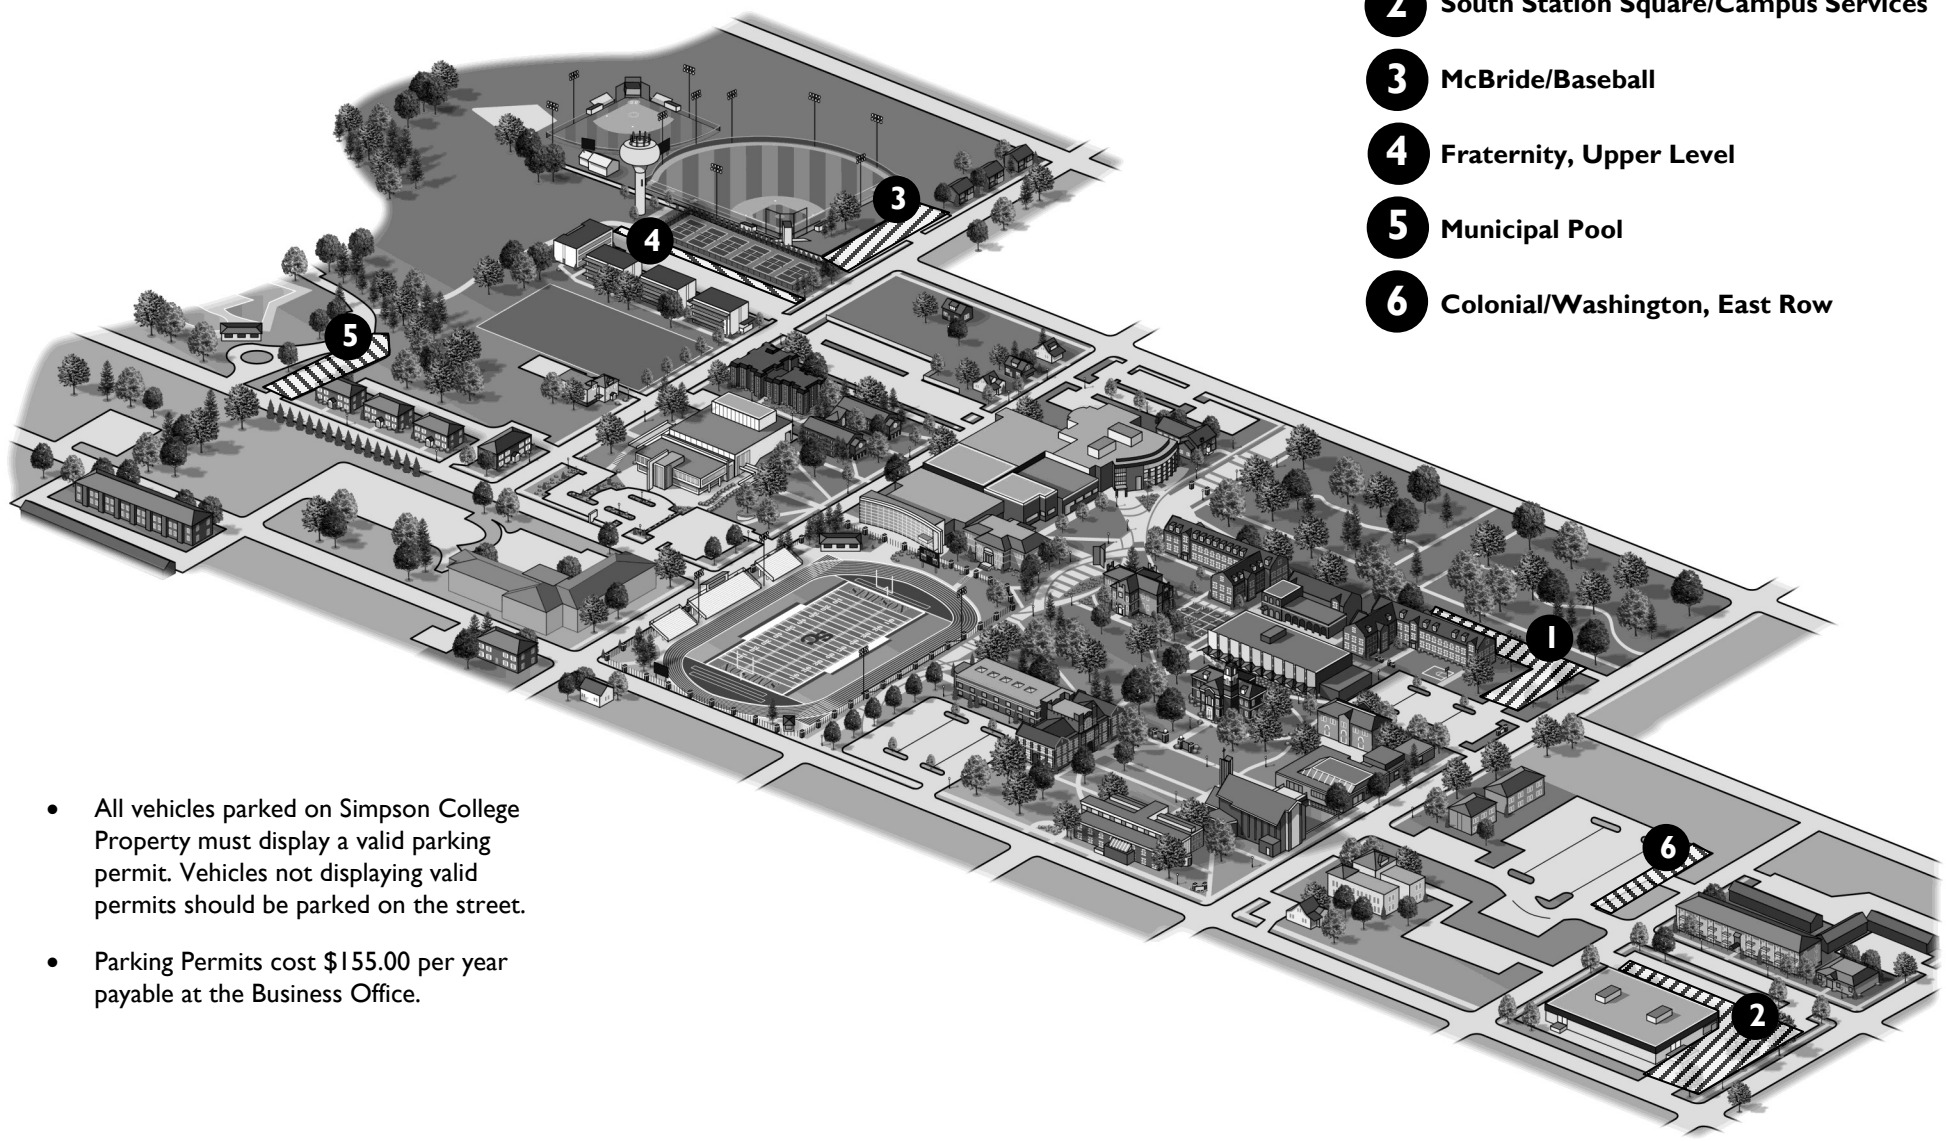 2 South Station Square/Campus Services
3 McBride/Baseball
4 Fraternity, Upper Level
5 Municipal Pool
6 Colonial/Washington, East Row
3
4
5
SIMPSON
SIMPSON
1
6
2
• All vehicles parked on Simpson College
Property must display a valid parking
permit. Vehicles not displaying valid
permits should be parked on the street.
• Parking Permits cost $155.00 per year
payable at the Business Office.